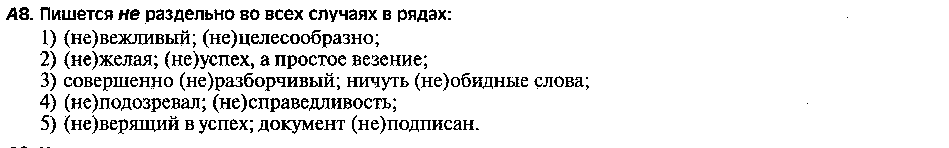 А8. Пишется не раздельно во всех случаях в рядах:
1) (не)вежливый; (не)целесообразно;
2) (не)желая; (не)успех, а простое везение;
3) совершенно (не)разборчивый; ничуть (не)обидные слова;
4) (не)подозревал; (не)справедливость;
5) (не)верящий в успех; документ (не)подписан.